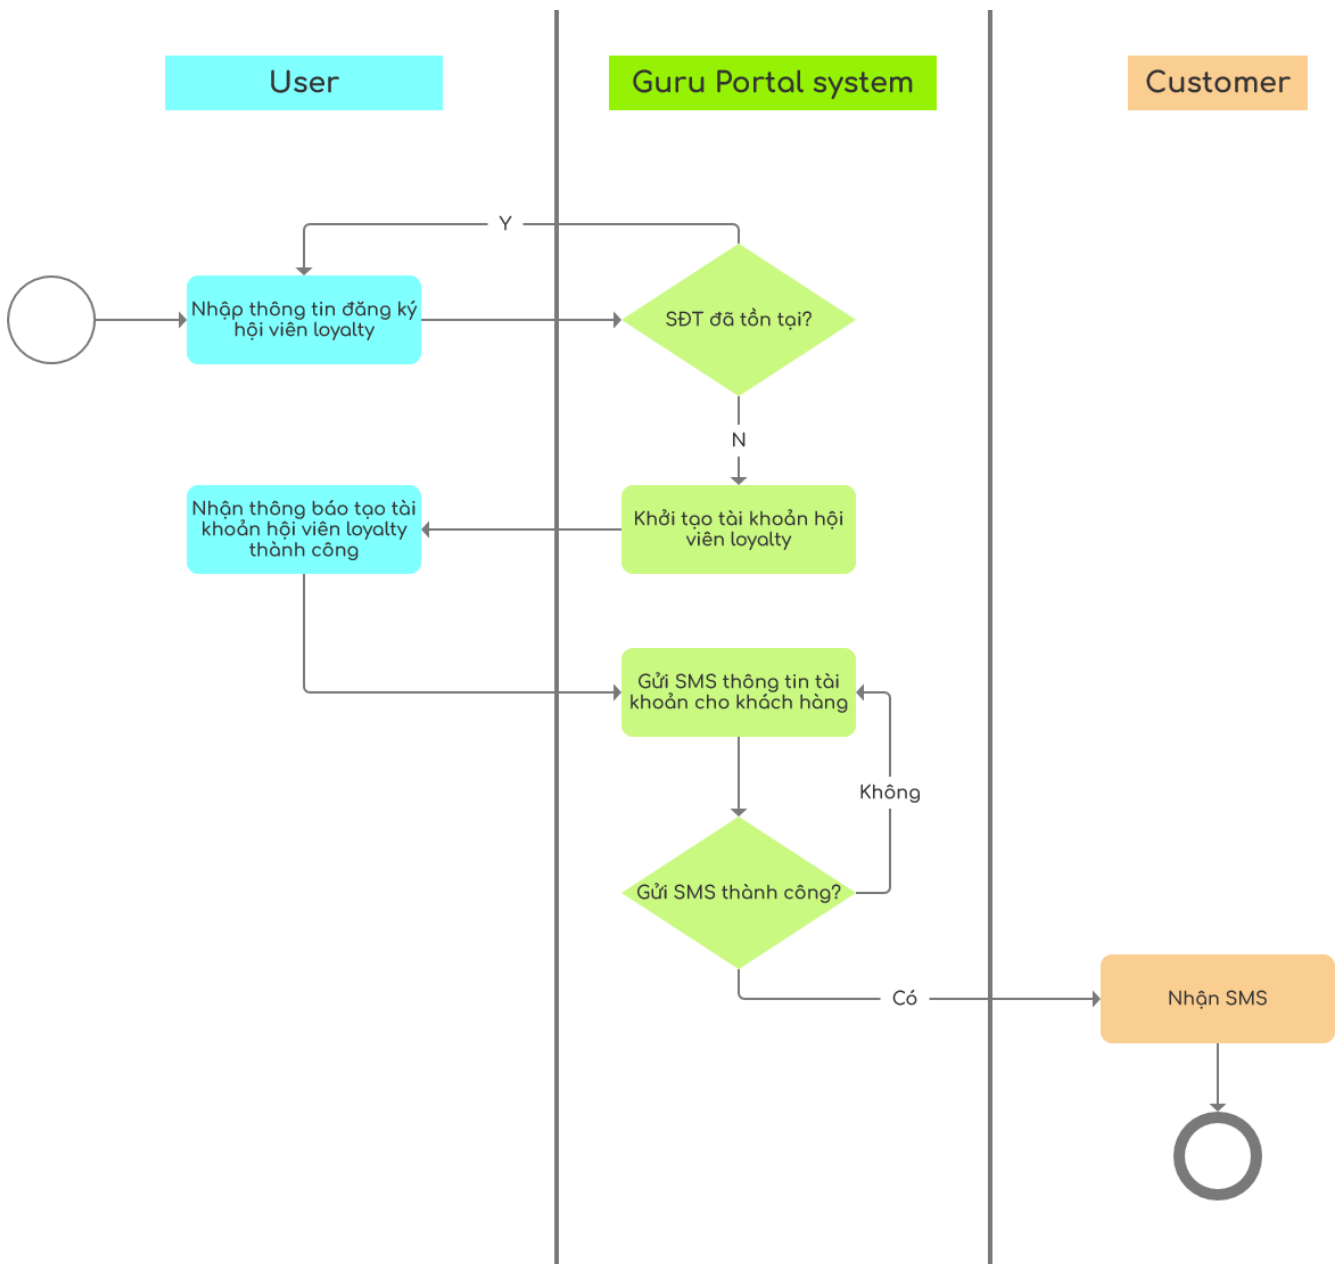 User
Guru Portal system
Customer
Y
Nhập thông tin đăng ký
hội viên loyalty
SĐT đã tồn tại?
N
Nhận thông báo tạo tài
khoản hội viên loyalty
thành công
Khởi tạo tài khoản hội
viên loyalty
Gửi SMS thông tin tài
khoản cho khách hàng
Không
Gửi SMS thành công?
Có
Nhận SMS